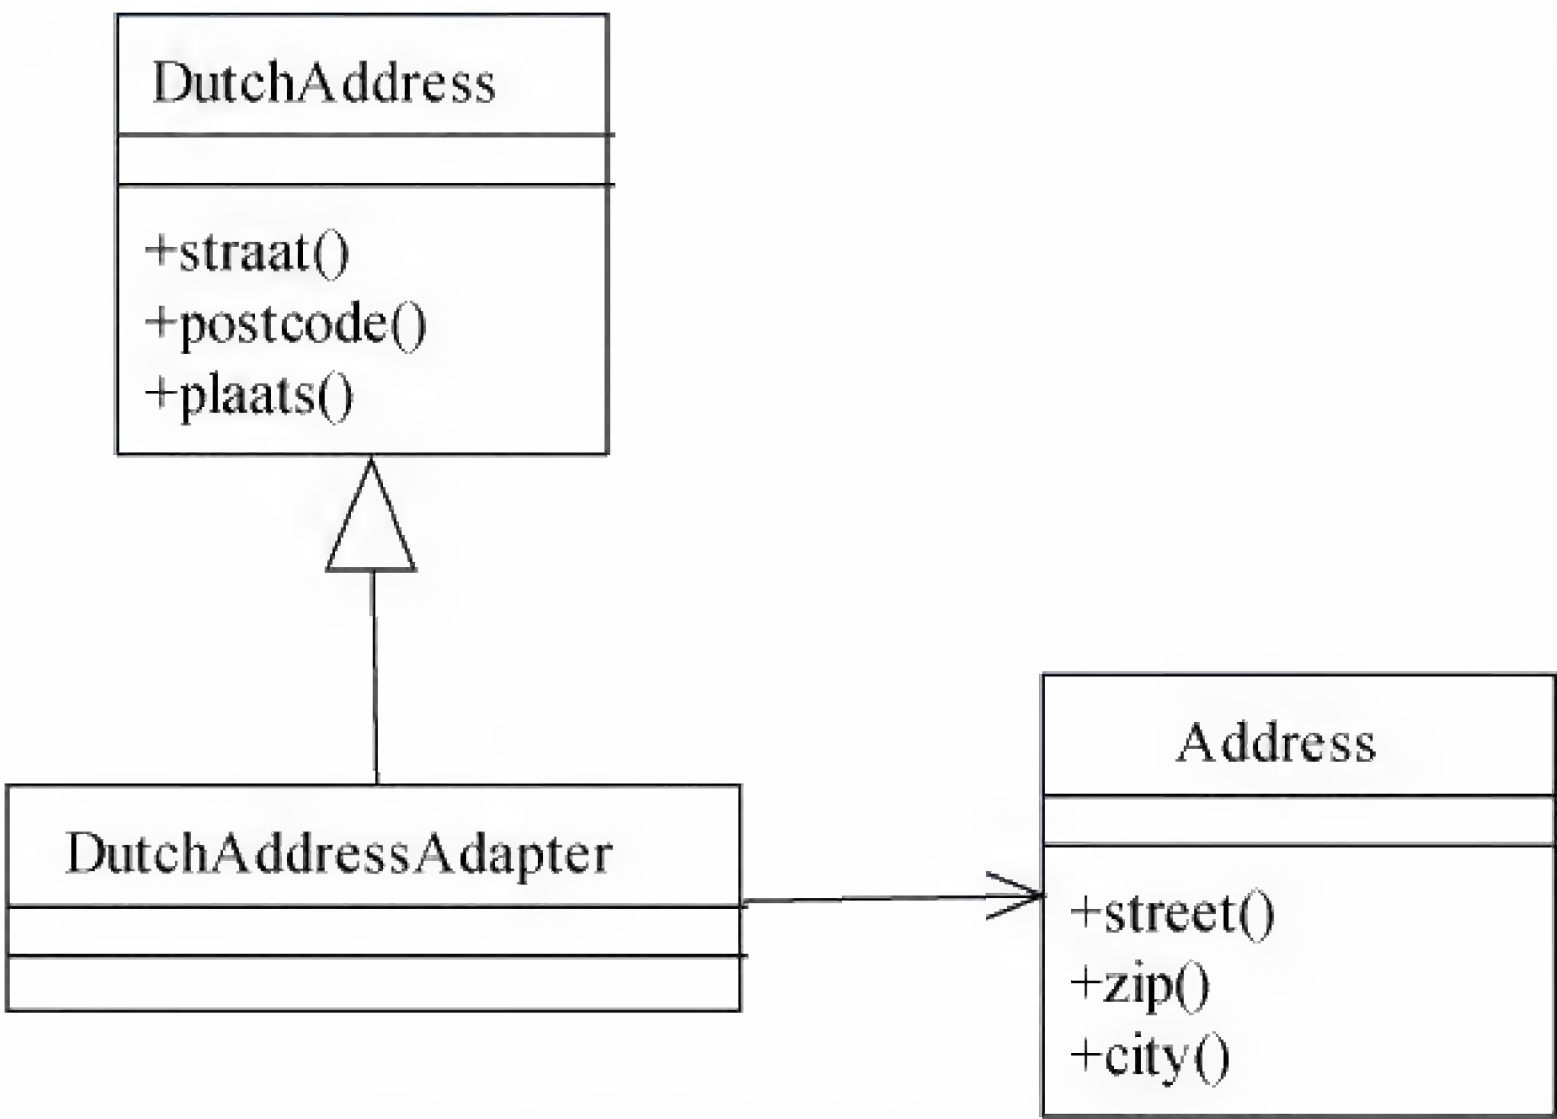 DutchAddress
+straat()
+postcode()
+plaats()
DutchAddressAdapter
Address
+street()
+zip()
+city()